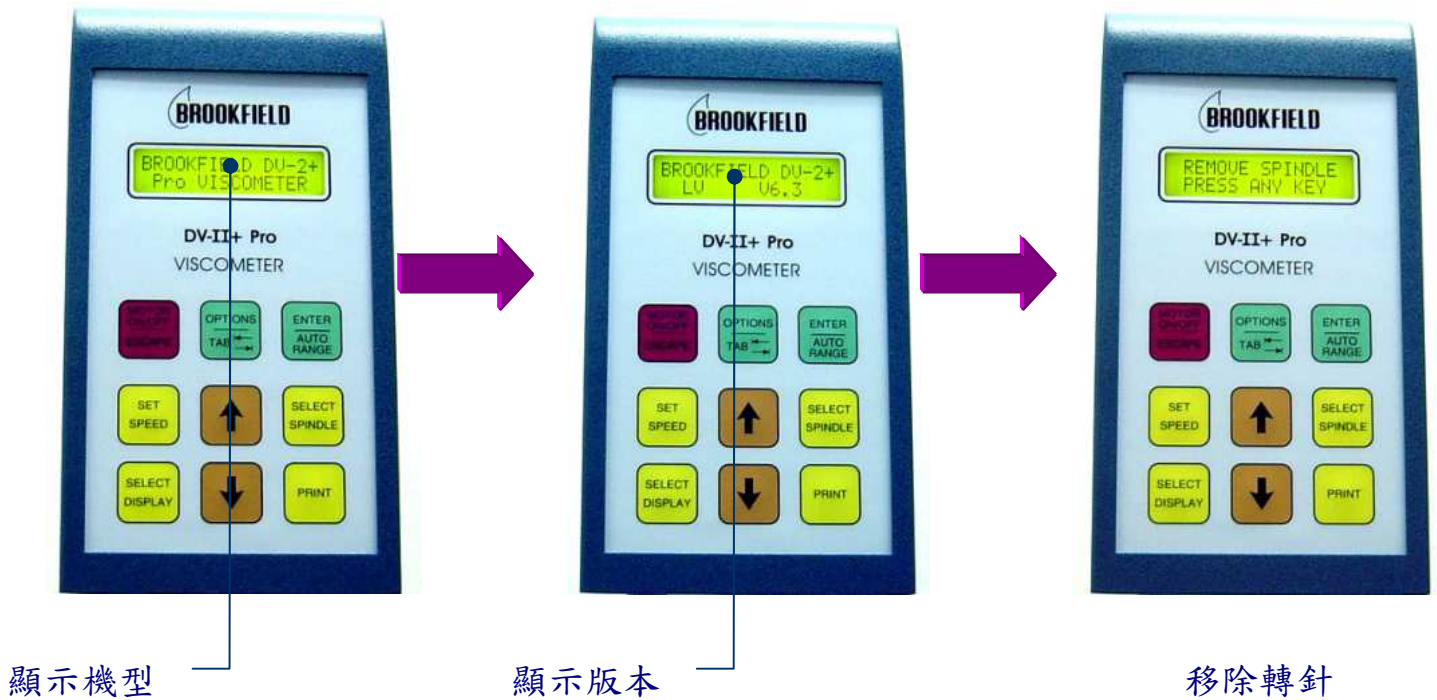 BROOKFIELD
BROOKFIELD DV-2+
Pro VISCOMETER
DV-II+ Pro
VISCOMETER
MOTOR
ON/OFF
ESCAPE
OPTIONS
TAB
ENTER
AUTO
RANGE
SET
SPEED
SELECT
SPINDLE
SELECT
DISPLAY
PRINT
顯示機型
BROOKFIELD
BROOKFIELD DV-2+
LV V6.3
DV-II+ Pro
VISCOMETER
MOTOR
ON/OFF
ESCAPE
OPTIONS
TAB
ENTER
AUTO
RANGE
SET
SPEED
SELECT
SPINDLE
SELECT
DISPLAY
PRINT
顯示版本
BROOKFIELD
REMOVE SPINDLE
PRESS ANY KEY
DV-II+ Pro
VISCOMETER
MOTOR
ON/OFF
ESCAPE
OPTIONS
TAB
ENTER
AUTO
RANGE
SET
SPEED
SELECT
SPINDLE
SELECT
DISPLAY
PRINT
移除轉針